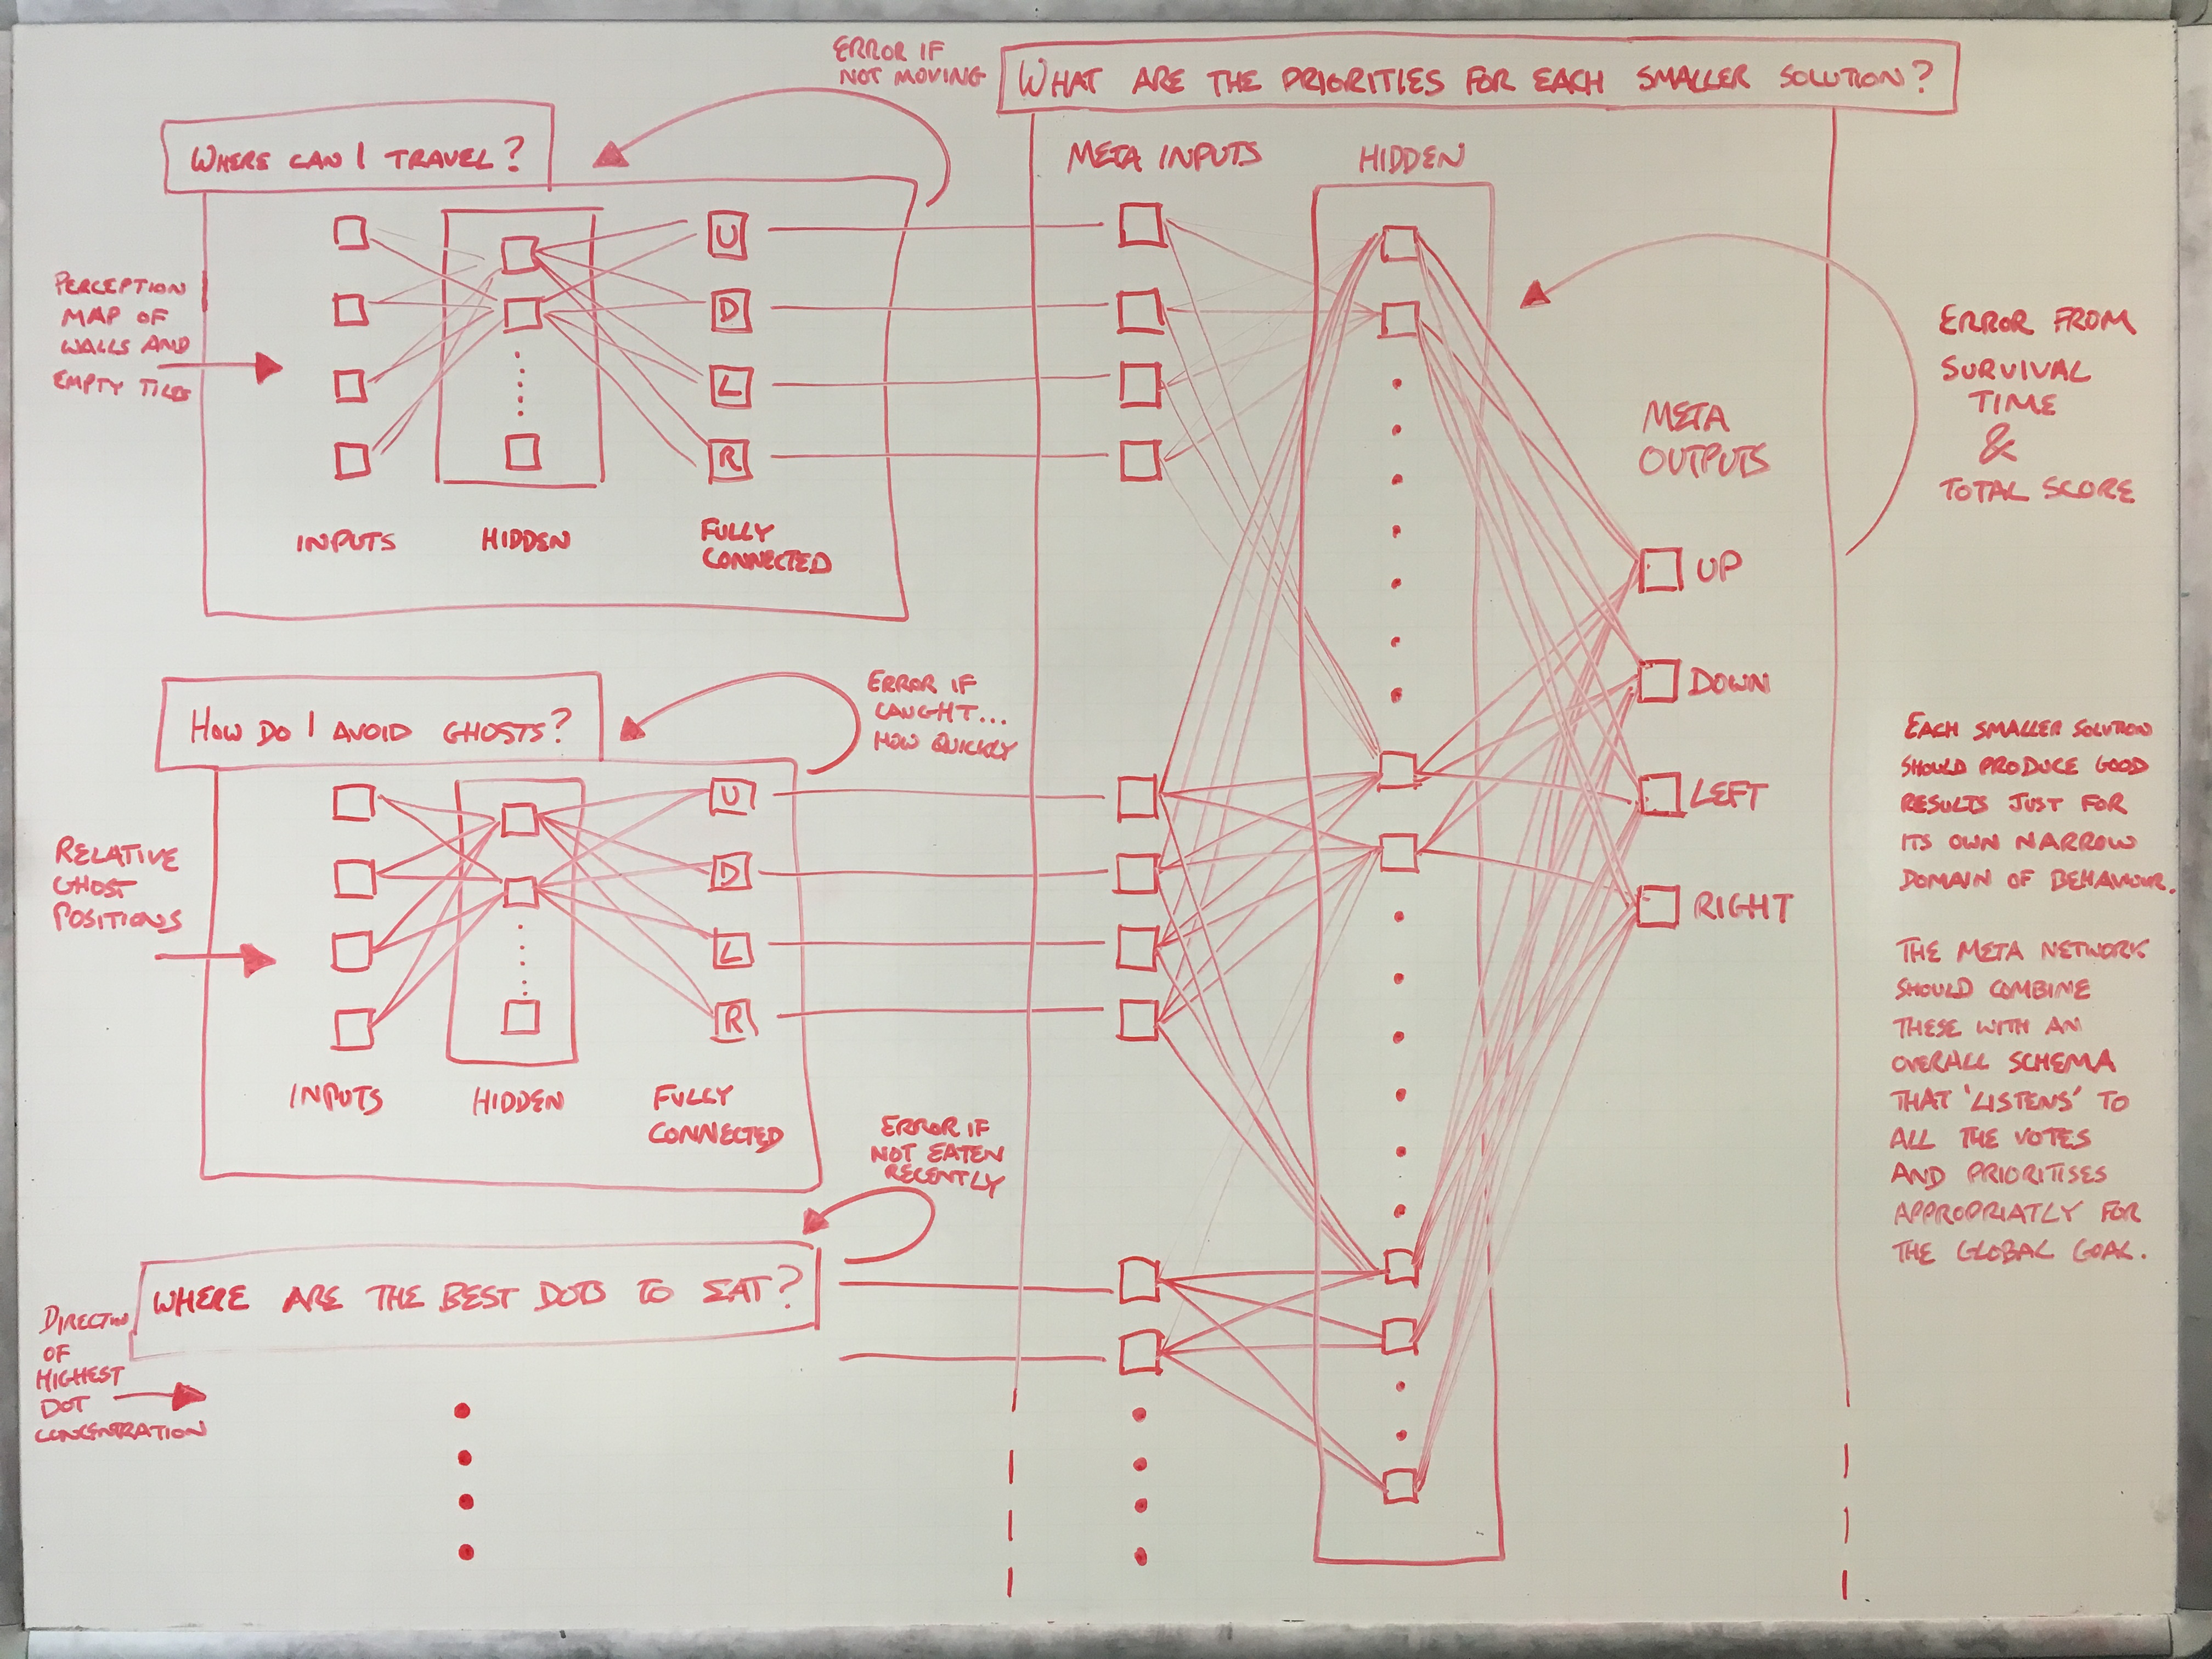 ERROR IF
NOT MOVING
WHAT ARE THE PRIORITIES FOR EACH SMALLER SOLUTION?
WHERE CAN I TRAVEL?
META INPUTS
HIDDEN
PERCEPTION
MAP OF
WALLS AND
EMPTY TILES
U
D
L
R
INPUTS
HIDDEN
FULLY
CONNECTED
META
OUTPUTS
UP
DOWN
LEFT
RIGHT
ERROR FROM
SURVIVAL
TIME
&
TOTAL SCORE
HOW DO I AVOID GHOSTS?
ERROR IF
CAUGHT...
HOW QUICKLY
RELATIVE
GHOST
POSITIONS
U
D
L
R
INPUTS
HIDDEN
FULLY
CONNECTED
EACH SMALLER SOLUTION
SHOULD PRODUCE GOOD
RESULTS JUST FOR
ITS OWN NARROW
DOMAIN OF BEHAVIOUR.
THE META NETWORK
SHOULD COMBINE
THESE WITH AN
OVERALL SCHEMA
THAT 'LISTENS' TO
ALL THE VOTES
AND PRIORITISES
APPROPRIATLY FOR
THE GLOBAL GOAL.
ERROR IF
NOT EATEN
RECENTLY
WHERE ARE THE BEST DOTS TO EAT?
DIRECTION
OF
HIGHEST
DOT
CONCENTRATION